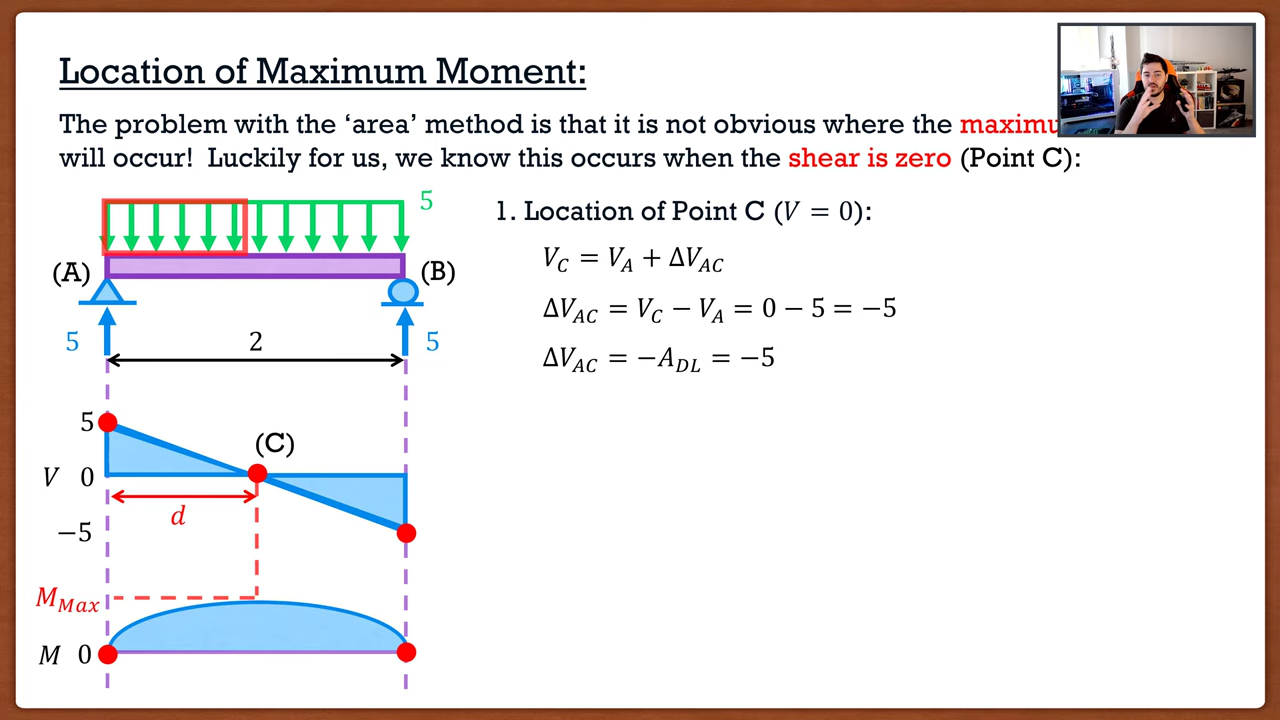 Location of Maximum Moment:
The problem with the ‘area’ method is that it is not obvious where the
will occur! Luckily for us, we know this occurs when the shear is zero (Point C):
5
1. Location of Point C (V = 0):
V_C = V_A + ΔV_AC
(A)
(B)
ΔV_AC = V_C − V_A = 0 − 5 = −5
5
2
5
ΔV_AC = −A_DL = −5
5
(C)
V 0
d
−5
M_Max
M 0